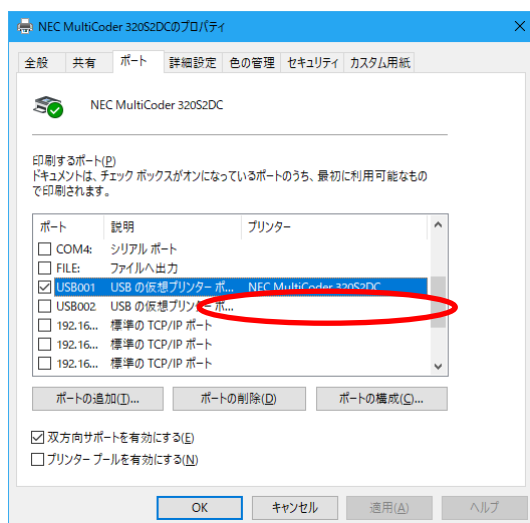 NEC MultiCoder 320S2DCのプロパティ
全般 共有 ポート 詳細設定 色の管理 セキュリティ カスタム用紙
NEC MultiCoder 320S2DC
印刷するポート(P)
ドキュメントは、チェック ボックスがオンになっているポートのうち、最初に利用可能なもの
で印刷されます。
ポート 説明 プリンター
COM4: シリアル ポート
FILE: ファイルへ出力
USB001 USB の仮想プリンター ポ... NEC MultiCoder 320S2DC
USB002 USB の仮想プリンター ポ...
192.16... 標準の TCP/IP ポート
192.16... 標準の TCP/IP ポート
192.16... 標準の TCP/IP ポート
ポートの追加(T)... ポートの削除(D) ポートの構成(C)...
双方向サポートを有効にする(E)
プリンター プールを有効にする(N)
OK キャンセル 適用(A) ヘルプ